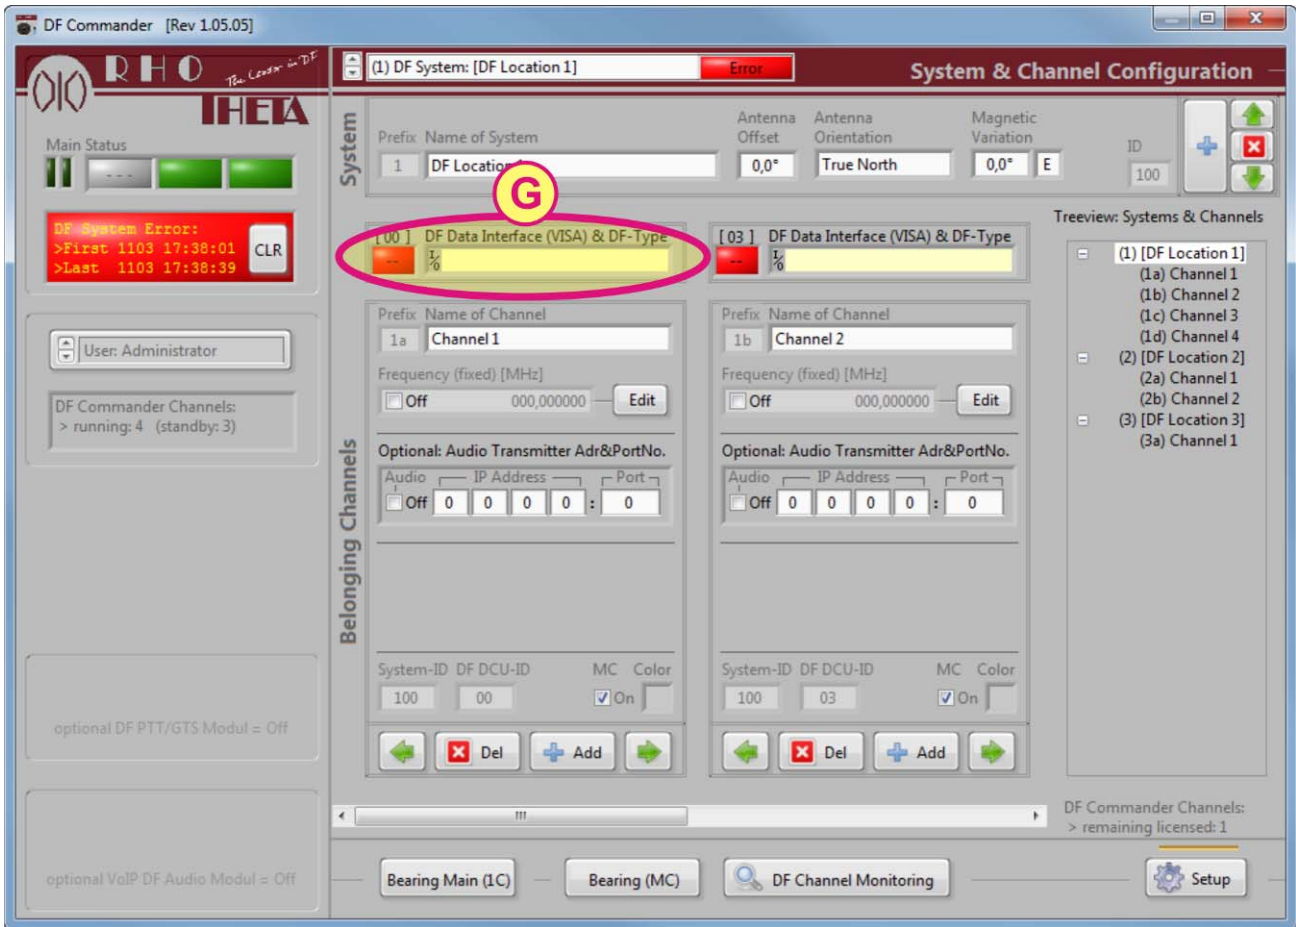 DF Commander [Rev 1.05.05]
RHO
The Leader in DF
THETA
Main Status
---
DF System Error:
>First 1103 17:38:01
>Last 1103 17:38:39
CLR
User: Administrator
DF Commander Channels:
> running: 4 (standby: 3)
optional DF PTT/GTS Modul = Off
optional VoIP DF Audio Modul = Off
(1) DF System: [DF Location 1]
Error
System & Channel Configuration
System
Prefix Name of System
Antenna Offset
Antenna Orientation
Magnetic Variation
ID
1
DF Location
0,0°
True North
0,0°
E
100
G
[ 00 ] DF Data Interface (VISA) & DF-Type
--
I/0
[ 03 ] DF Data Interface (VISA) & DF-Type
--
I/0
Belonging Channels
Prefix Name of Channel
1a Channel 1
Frequency (fixed) [MHz]
Off 000,000000 Edit
Optional: Audio Transmitter Adr&PortNo.
Audio IP Address Port
Off 0 0 0 0 : 0
System-ID DF DCU-ID MC Color
100 00 On
Del Add
Prefix Name of Channel
1b Channel 2
Frequency (fixed) [MHz]
Off 000,000000 Edit
Optional: Audio Transmitter Adr&PortNo.
Audio IP Address Port
Off 0 0 0 0 : 0
System-ID DF DCU-ID MC Color
100 03 On
Del Add
Treeview: Systems & Channels
(1) [DF Location 1]
(1a) Channel 1
(1b) Channel 2
(1c) Channel 3
(1d) Channel 4
(2) [DF Location 2]
(2a) Channel 1
(2b) Channel 2
(3) [DF Location 3]
(3a) Channel 1
DF Commander Channels:
> remaining licensed: 1
Bearing Main (1C)
Bearing (MC)
DF Channel Monitoring
Setup